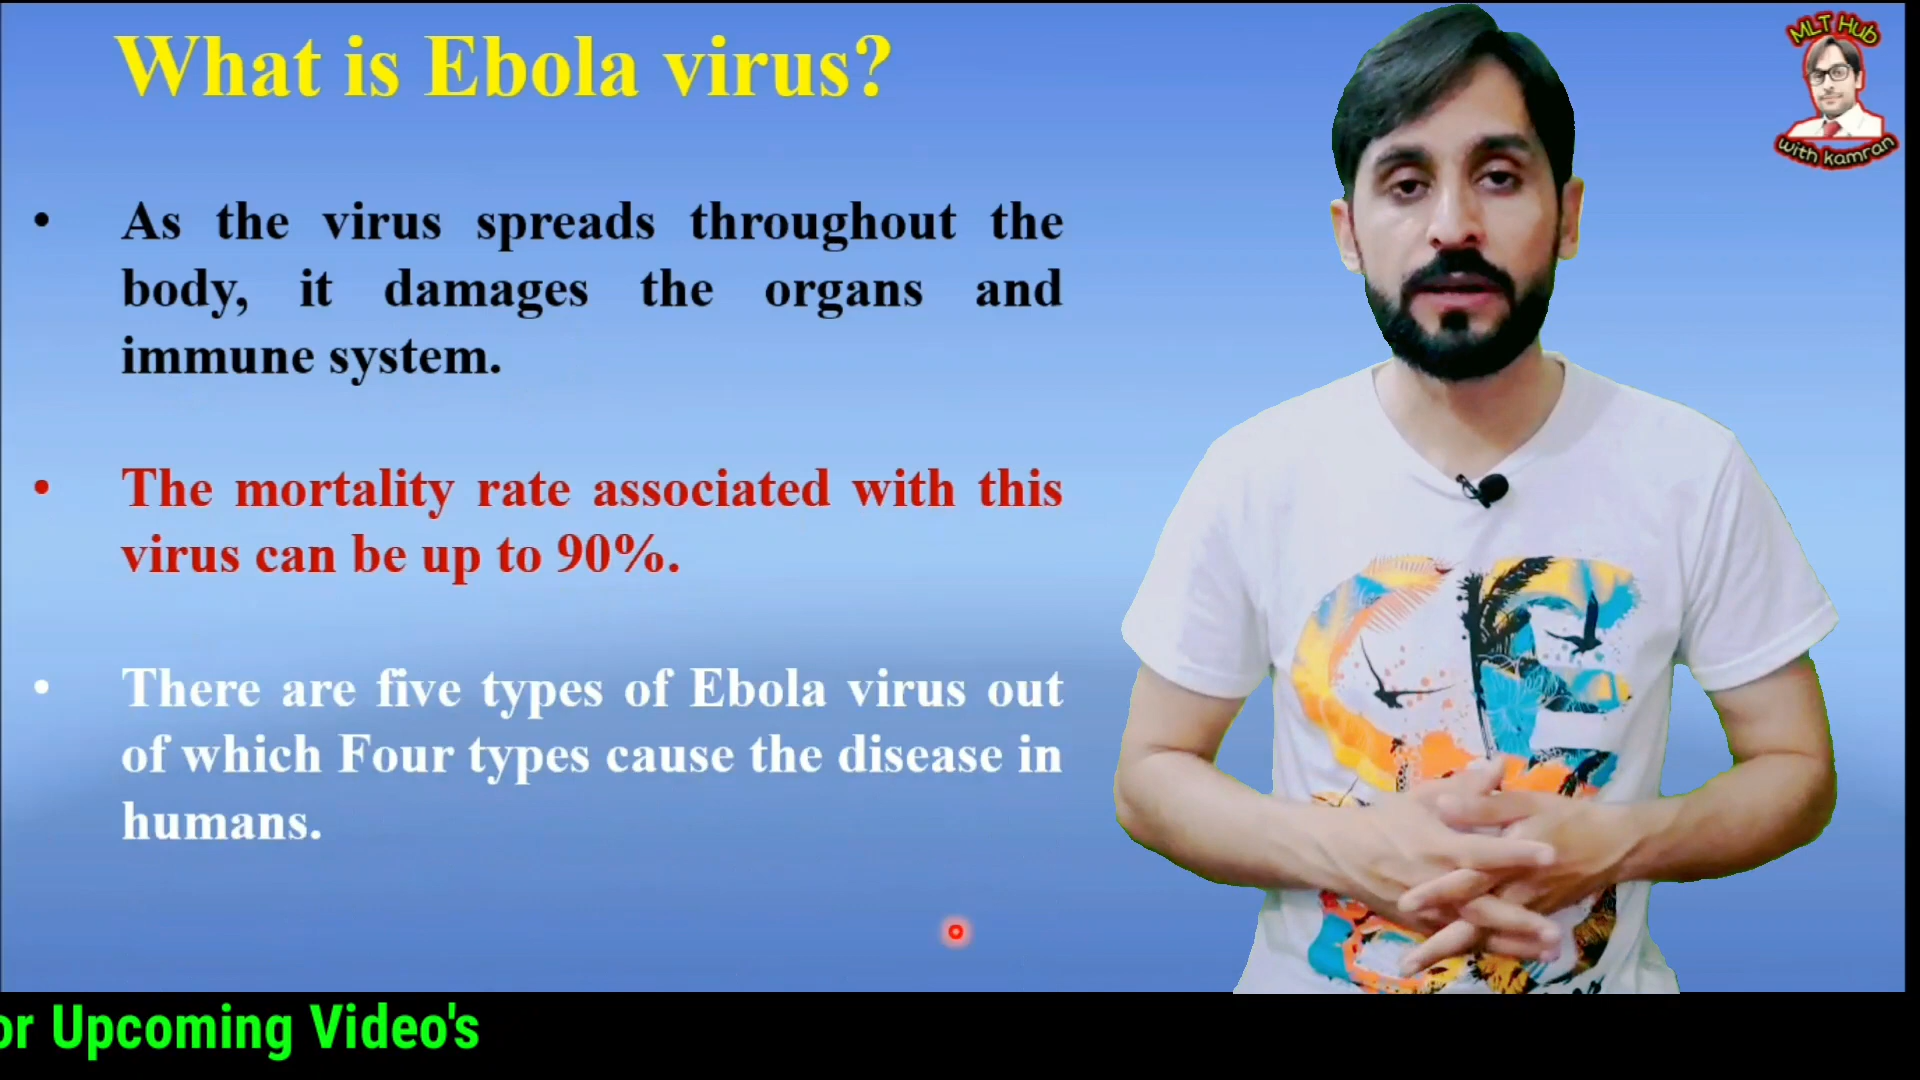 What is Ebola virus?
MLT Hub
with kamran
• As the virus spreads throughout the
body, it damages the organs and
immune system.
• The mortality rate associated with this
virus can be up to 90%.
• There are five types of Ebola virus out
of which Four types cause the disease in
humans.
or Upcoming Video's